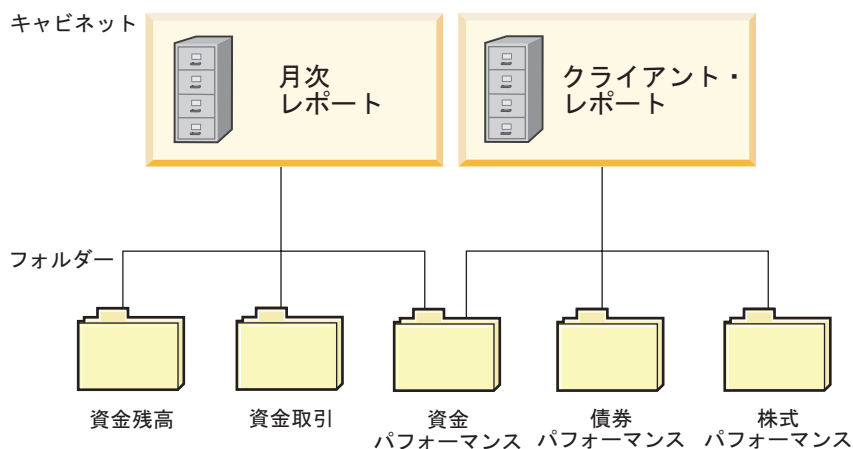 キャビネット
月次
レポート
クライアント・
レポート
フォルダー
資金残高
資金取引
資金
パフォーマンス
債券
パフォーマンス
株式
パフォーマンス